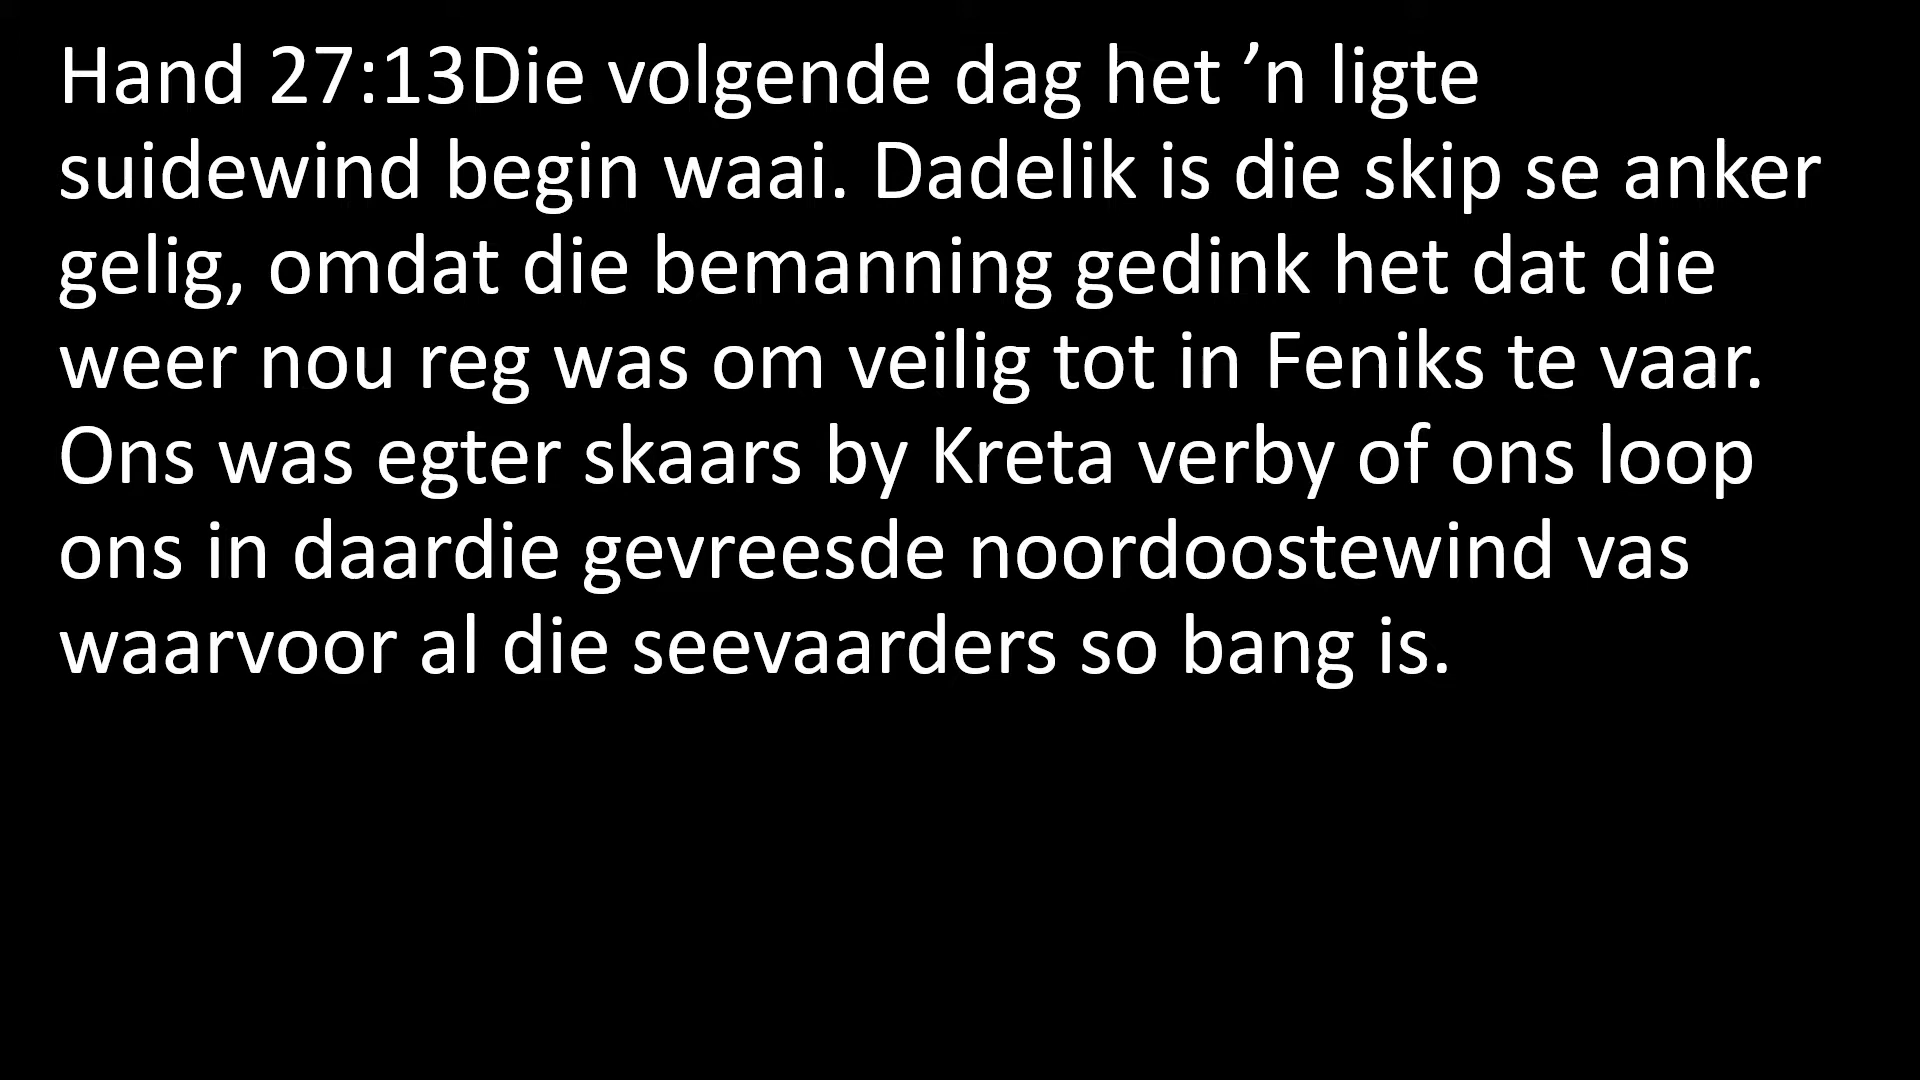 Hand 27:13Die volgende dag het ’n ligte
suidewind begin waai. Dadelik is die skip se anker
gelig, omdat die bemanning gedink het dat die
weer nou reg was om veilig tot in Feniks te vaar.
Ons was egter skaars by Kreta verby of ons loop
ons in daardie gevreesde noordoostewind vas
waarvoor al die seevaarders so bang is.